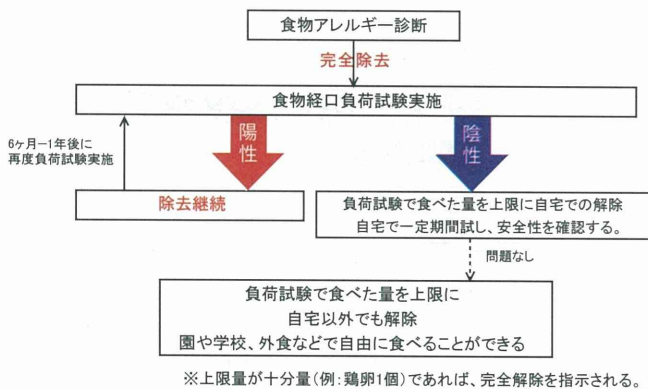 食物アレルギー診断
完全除去
食物経口負荷試験実施
6ヶ月ー1年後に
再度負荷試験実施
陽性
陰性
除去継続
負荷試験で食べた量を上限に自宅での解除
自宅で一定期間試し、安全性を確認する。
問題なし
負荷試験で食べた量を上限に
自宅以外でも解除
園や学校、外食などで自由に食べることができる
※上限量が十分量(例:鶏卵1個)であれば、完全解除を指示される。